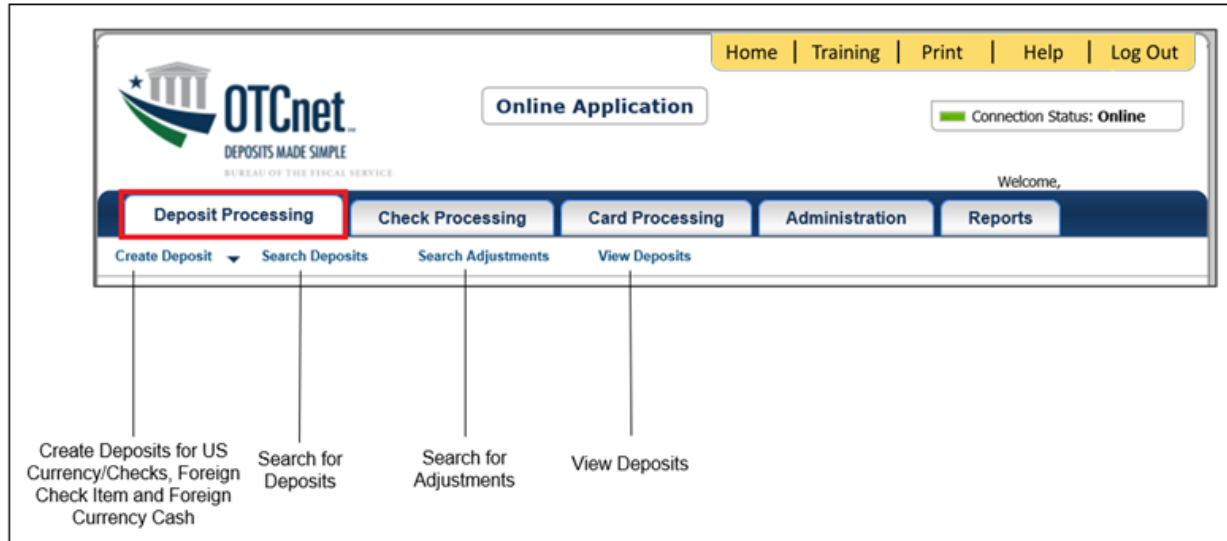 Home | Training | Print | Help | Log Out
OTCnet
Online Application
Connection Status: Online
DEPOSITS MADE SIMPLE
BUREAU OF THE FISCAL SERVICE
Welcome,
Deposit Processing Check Processing Card Processing Administration Reports
Create Deposit Search Deposits Search Adjustments View Deposits
Create Deposits for US
Currency/Checks, Foreign
Check Item and Foreign
Currency Cash
Search for
Deposits
Search for
Adjustments
View Deposits